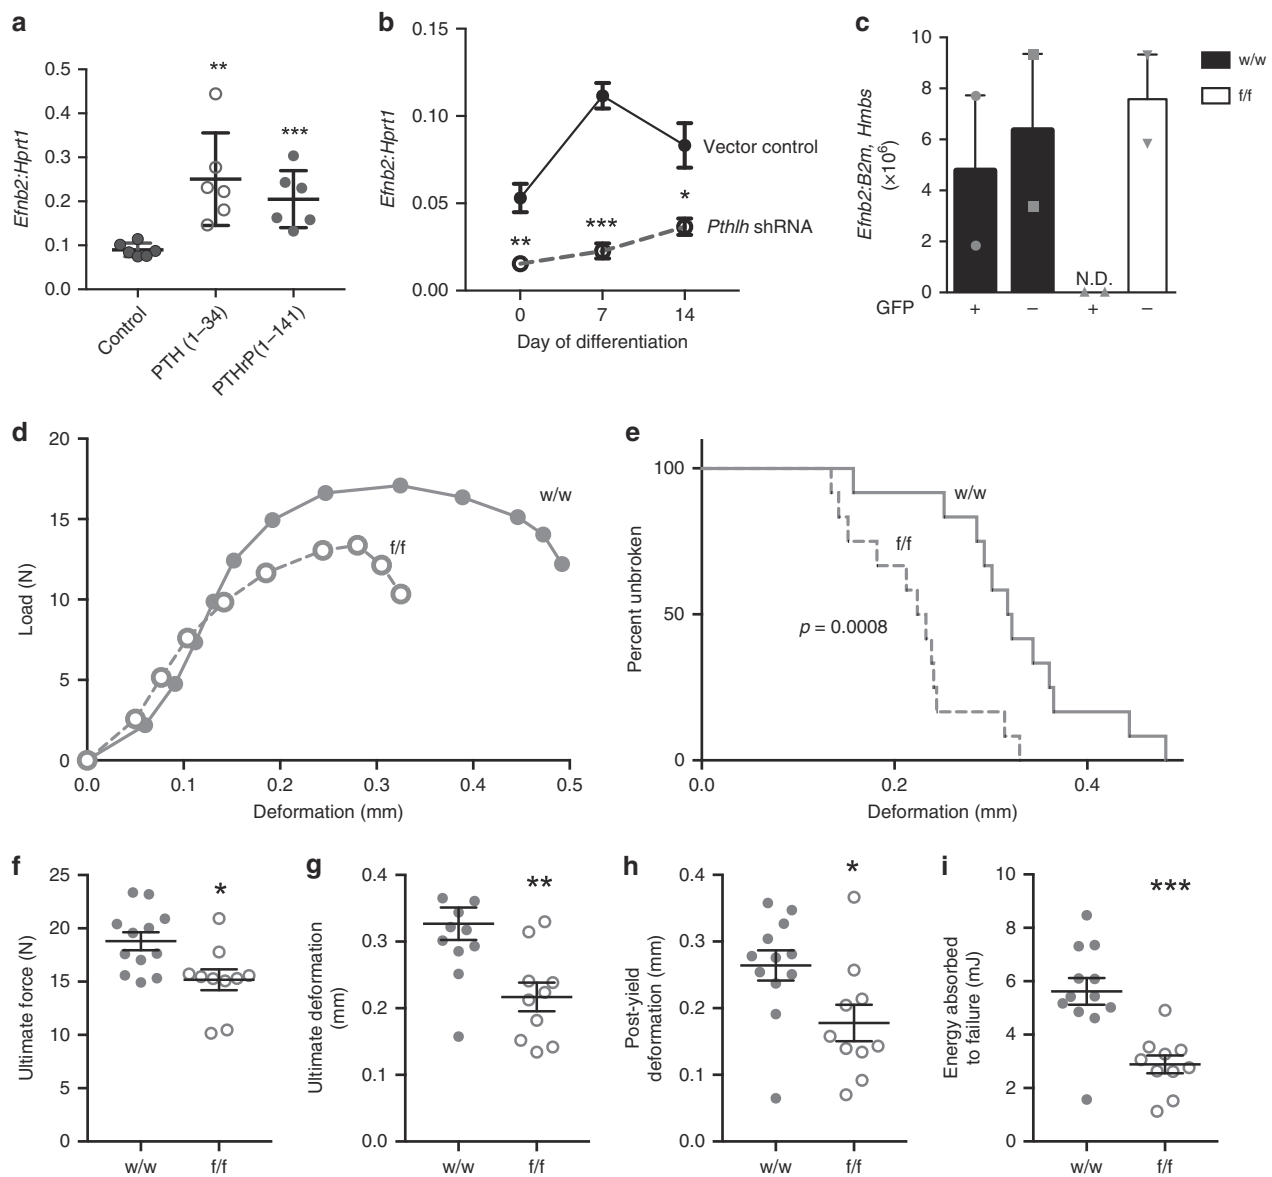 a
Efnb2:Hprt1
0.5
0.4
0.3
0.2
0.1
0.0
**
***
Control
PTH (1–34)
PTHrP(1–141)
b
Efnb2:Hprt1
0.15
0.10
0.05
0.00
Vector control
*
Pthlh shRNA
**
***
0 7 14
Day of differentiation
c
Efnb2:B2m, Hmbs
(×10⁶)
10
8
6
4
2
0
N.D.
GFP + – + –
w/w
f/f
d
Load (N)
20
15
10
5
0
w/w
f/f
0.0 0.1 0.2 0.3 0.4 0.5
Deformation (mm)
e
Percent unbroken
100
50
0
w/w
f/f
p = 0.0008
0.0 0.2 0.4
Deformation (mm)
f
Ultimate force (N)
25
20
15
10
5
0
*
w/w f/f
g
Ultimate deformation
(mm)
0.4
0.3
0.2
0.1
0.0
**
w/w f/f
h
Post-yield
deformation (mm)
0.4
0.3
0.2
0.1
0.0
*
w/w f/f
i
Energy absorbed
to failure (mJ)
10
8
6
4
2
0
***
w/w f/f